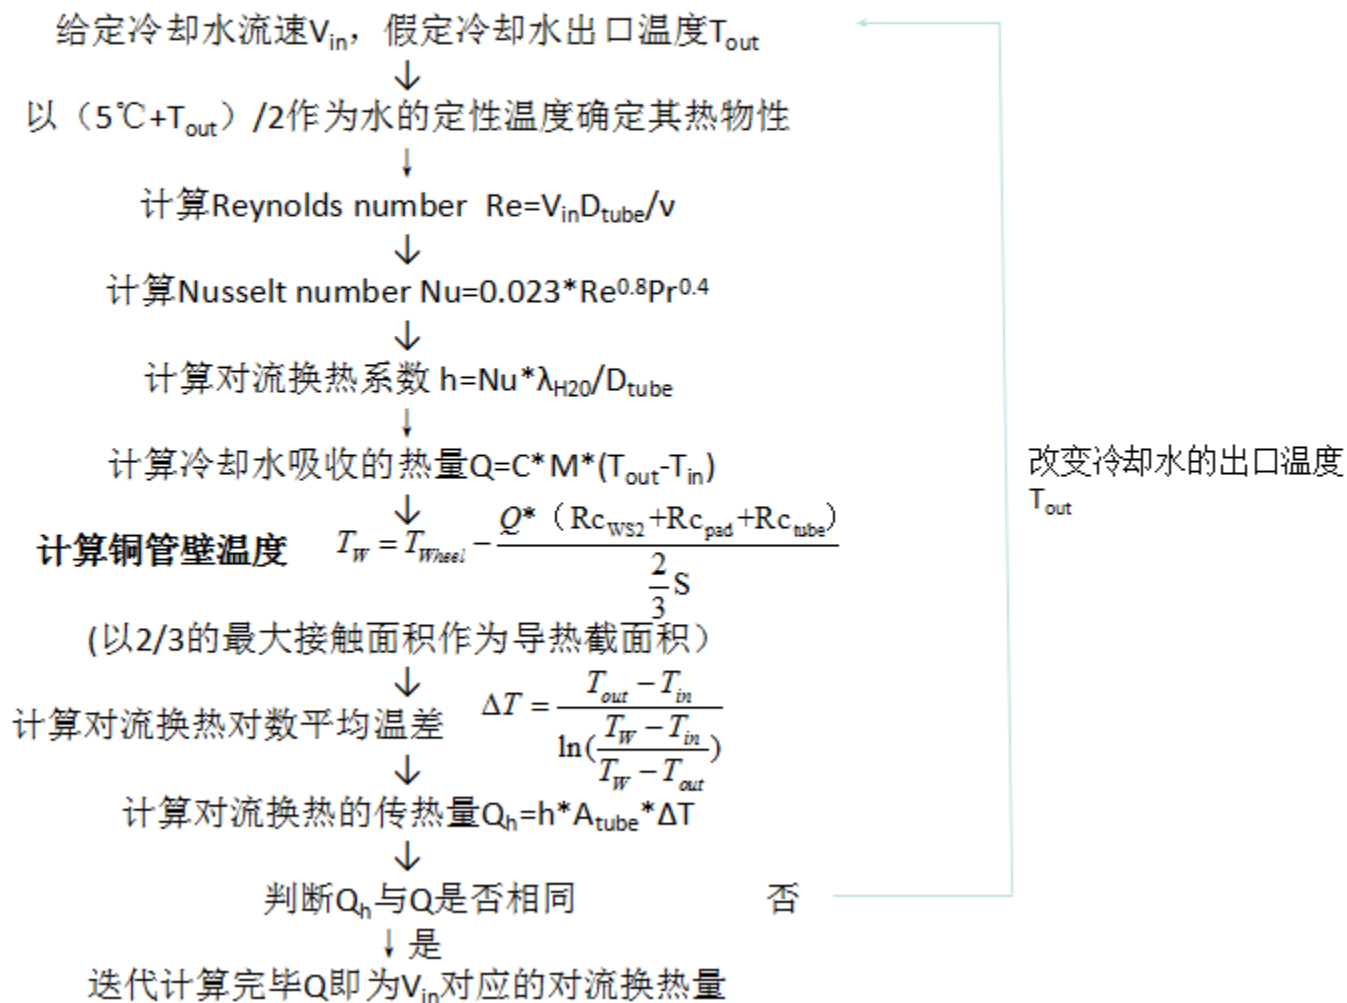 给定冷却水流速Vin，假定冷却水出口温度Tout
↓
以（5℃+Tout）/2作为水的定性温度确定其热物性
↓
计算Reynolds number Re=VinDtube/ν
↓
计算Nusselt number Nu=0.023*Re0.8Pr0.4
↓
计算对流换热系数 h=Nu*λH20/Dtube
↓
计算冷却水吸收的热量Q=C*M*(Tout-Tin)
↓
计算铜管壁温度 TW = TWheel − Q*（RcWS2+Rcpad+Rctube) / (2/3 S)
(以2/3的最大接触面积作为导热截面积）
↓
计算对流换热对数平均温差 ΔT = (Tout − Tin) / ln((TW − Tin)/(TW − Tout))
↓
计算对流换热的传热量Qh=h*Atube*ΔT
↓
判断Qh与Q是否相同 否
↓是
迭代计算完毕Q即为Vin对应的对流换热量
改变冷却水的出口温度
Tout